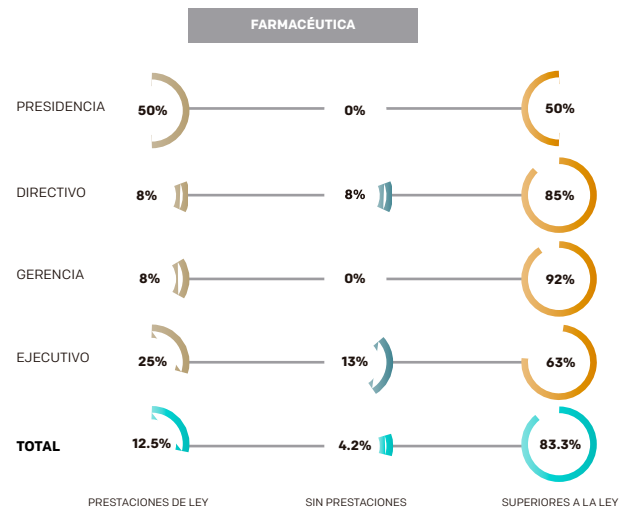 FARMACÉUTICA
PRESIDENCIA 50% 0% 50%
DIRECTIVO 8% 8% 85%
GERENCIA 8% 0% 92%
EJECUTIVO 25% 13% 63%
TOTAL 12.5% 4.2% 83.3%
PRESTACIONES DE LEY SIN PRESTACIONES SUPERIORES A LA LEY